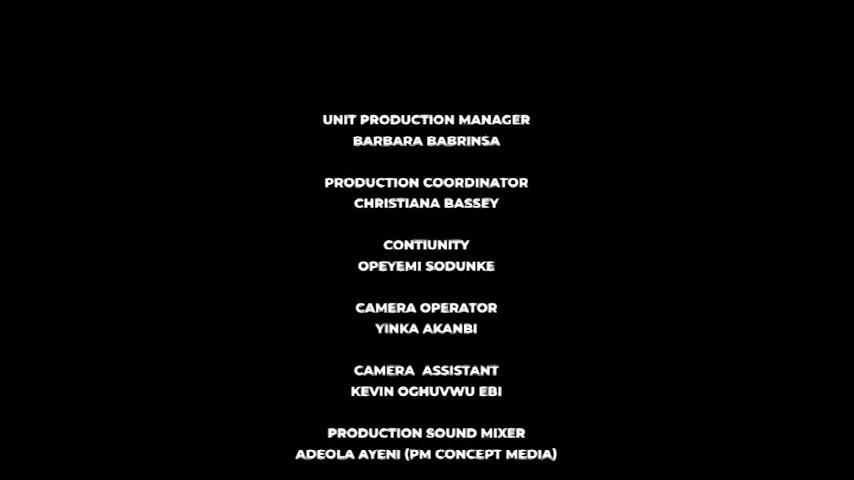 UNIT PRODUCTION MANAGER
BARBARA BABRINSA
PRODUCTION COORDINATOR
CHRISTIANA BASSEY
CONTIUNITY
OPEYEMI SODUNKE
CAMERA OPERATOR
YINKA AKANBI
CAMERA ASSISTANT
KEVIN OGHUVWU EBI
PRODUCTION SOUND MIXER
ADEOLA AYENI (PM CONCEPT MEDIA)